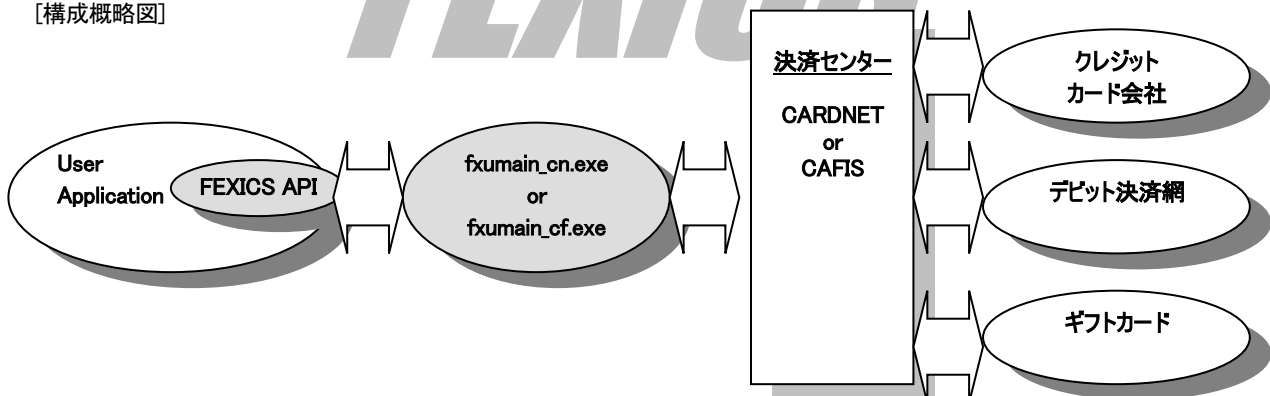 [構成概略図]
決済センター
CARDNET
or
CAFIS
クレジット
カード会社
User
Application
FEXICS API
fxumain_cn.exe
or
fxumain_cf.exe
デビット決済網
ギフトカード